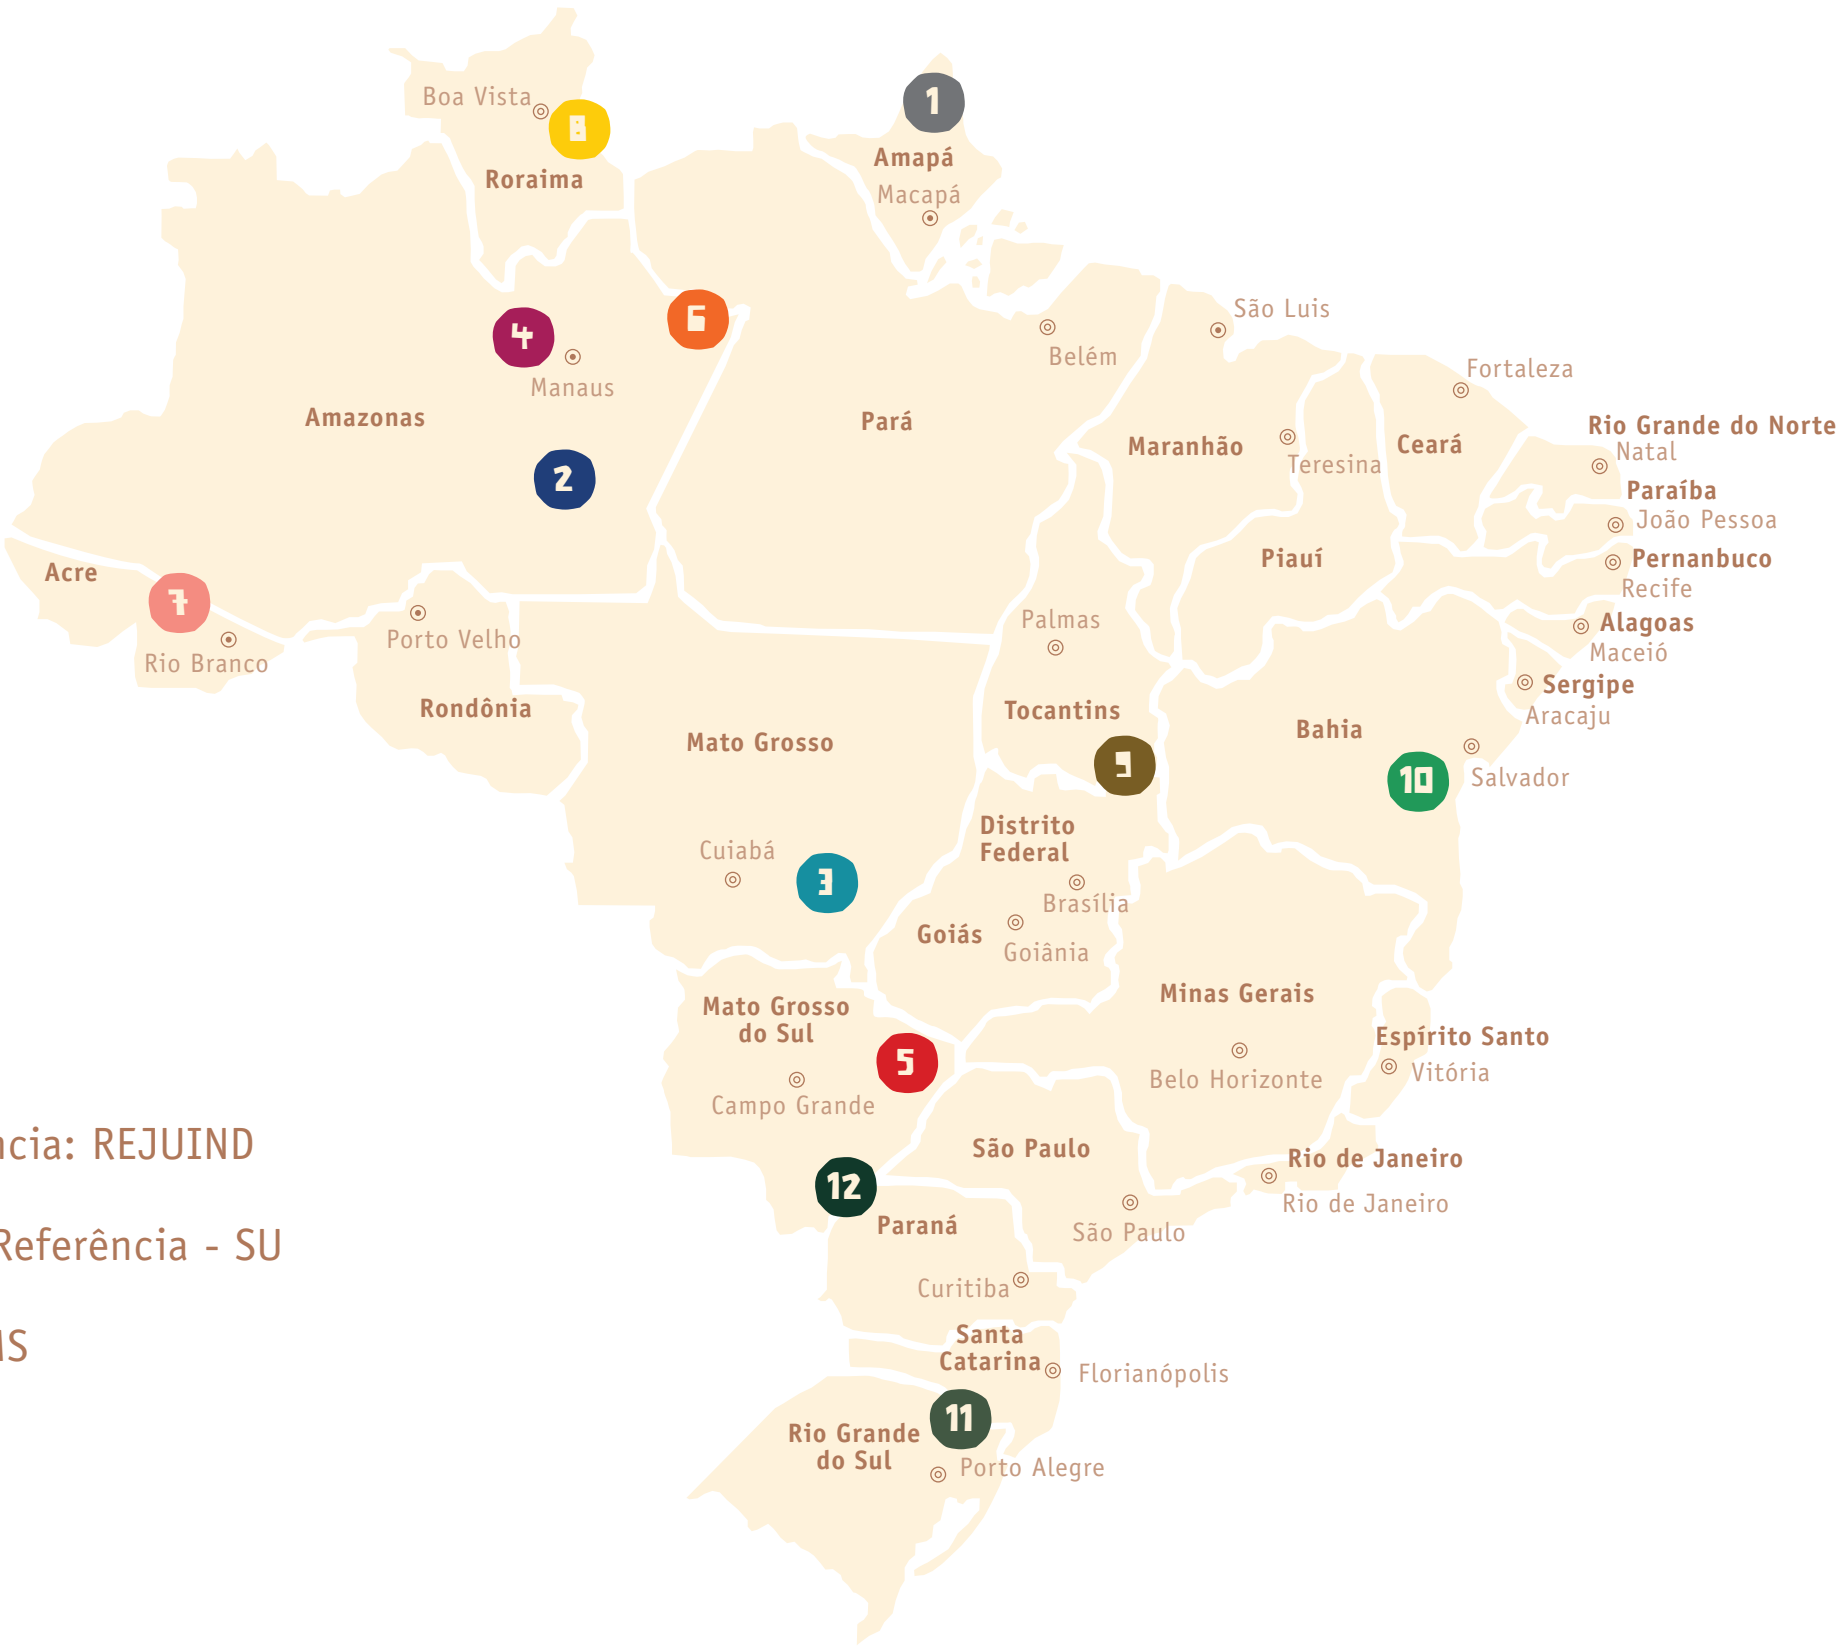 Boa Vista
8
Roraima
1
Amapá
Macapá
4
Manaus
6
Amazonas
2
Pará
Belém
São Luis
Maranhão
Teresina
Fortaleza
Ceará
Rio Grande do Norte
Natal
Paraíba
João Pessoa
Pernanbuco
Recife
Alagoas
Maceió
Sergipe
Aracaju
Piauí
Acre
7
Rio Branco
Porto Velho
Rondônia
Mato Grosso
Cuiabá
3
Palmas
Tocantins
9
Bahia
10
Salvador
Distrito
Federal
Brasília
Goiás
Goiânia
Mato Grosso
do Sul
5
Campo Grande
Minas Gerais
Belo Horizonte
Espírito Santo
Vitória
São Paulo
São Paulo
Rio de Janeiro
Rio de Janeiro
12
Paraná
Curitiba
Santa
Catarina
Florianópolis
11
Rio Grande
do Sul
Porto Alegre
ncia: REJUIND
Referência - SU
MS